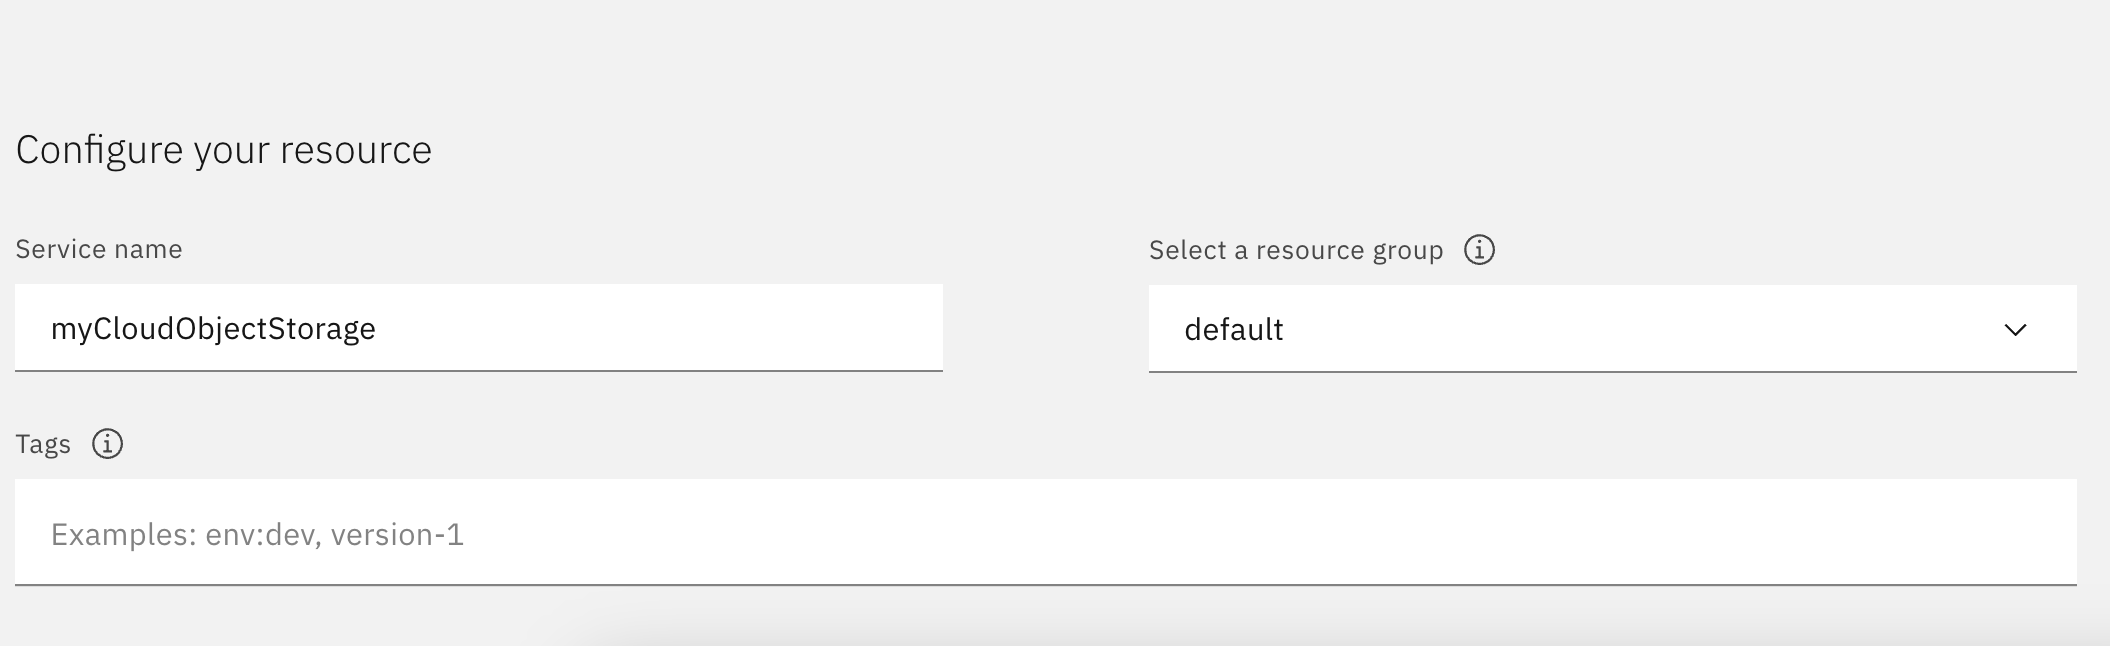 Configure your resource
Service name
myCloudObjectStorage
Select a resource group
default
Tags
Examples: env:dev, version-1